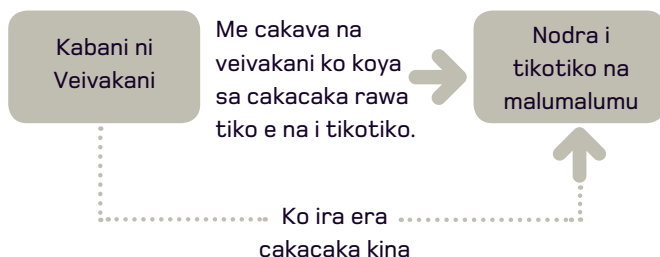 Kabani ni
Veivakani
Me cakava na
veivakani ko koya
sa cakacaka rawa
tiko e na i tikotiko.
Nodra i
tikotiko na
malumalumu
Ko ira era
cakacaka kina